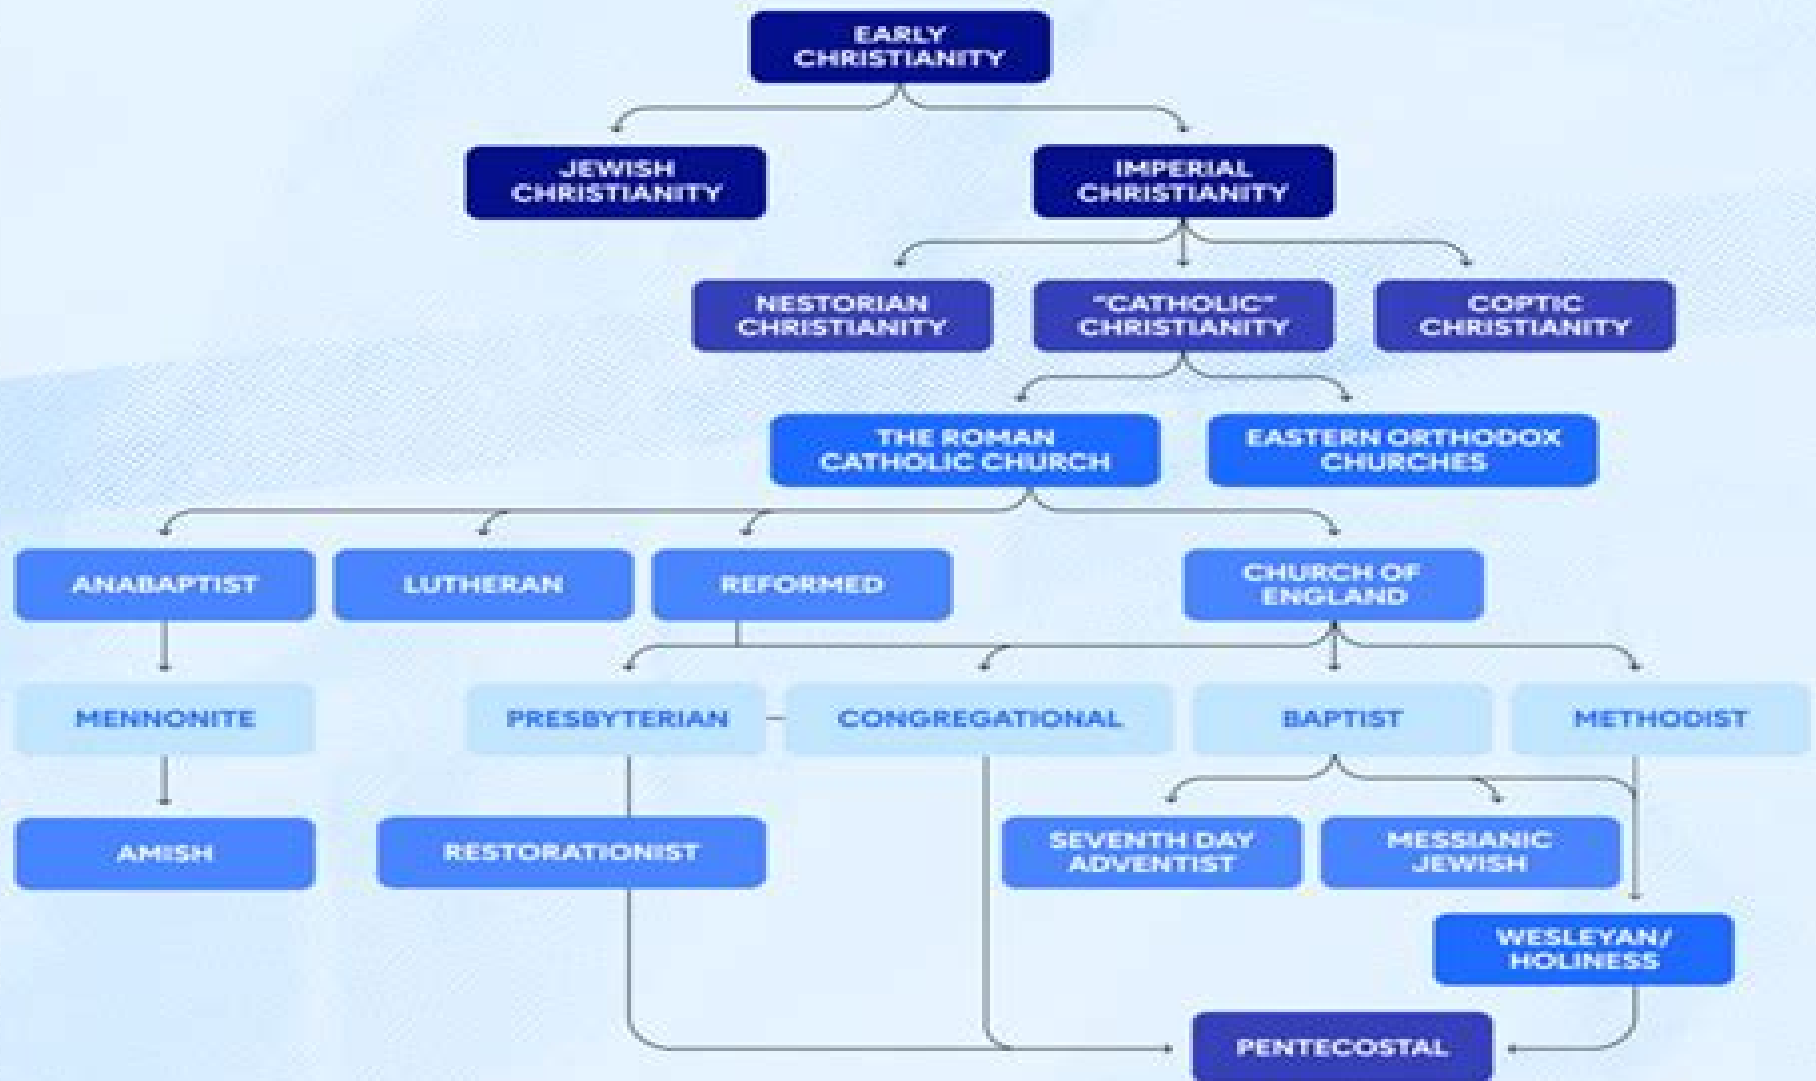 EARLY
CHRISTIANITY
JEWISH
CHRISTIANITY
IMPERIAL
CHRISTIANITY
NESTORIAN
CHRISTIANITY
"CATHOLIC"
CHRISTIANITY
COPTIC
CHRISTIANITY
THE ROMAN
CATHOLIC CHURCH
EASTERN ORTHODOX
CHURCHES
ANABAPTIST
LUTHERAN
REFORMED
CHURCH OF
ENGLAND
MENNONITE
PRESBYTERIAN
CONGREGATIONAL
BAPTIST
METHODIST
AMISH
RESTORATIONIST
SEVENTH DAY
ADVENTIST
MESSIANIC
JEWISH
WESLEYAN/
HOLINESS
PENTECOSTAL